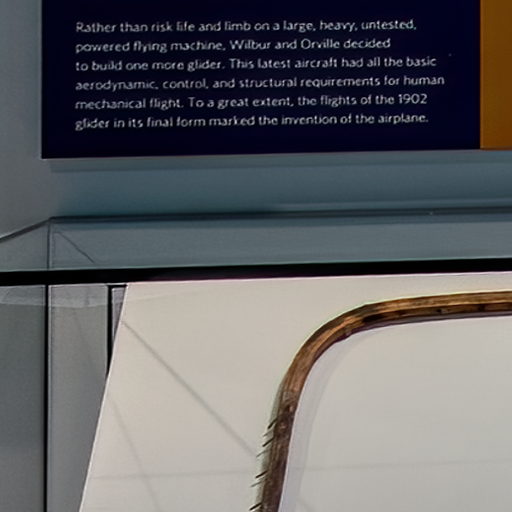 Rather than risk life and limb on a large, heavy, untested,
powered flying machine, Wilbur and Orville decided
to build one more glider. This latest aircraft had all the basic
aerodynamic, control, and structural requirements for human
mechanical flight. To a great extent, the flights of the 1902
glider in its final form marked the invention of the airplane.